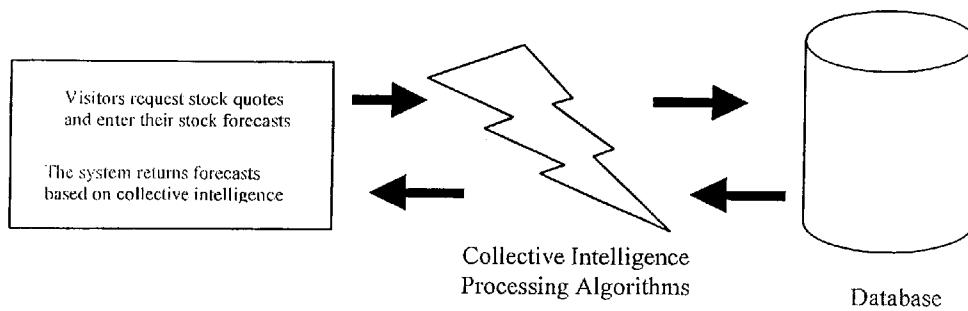 Visitors request stock quotes
and enter their stock forecasts
The system returns forecasts
based on collective intelligence
Collective Intelligence
Processing Algorithms
Database